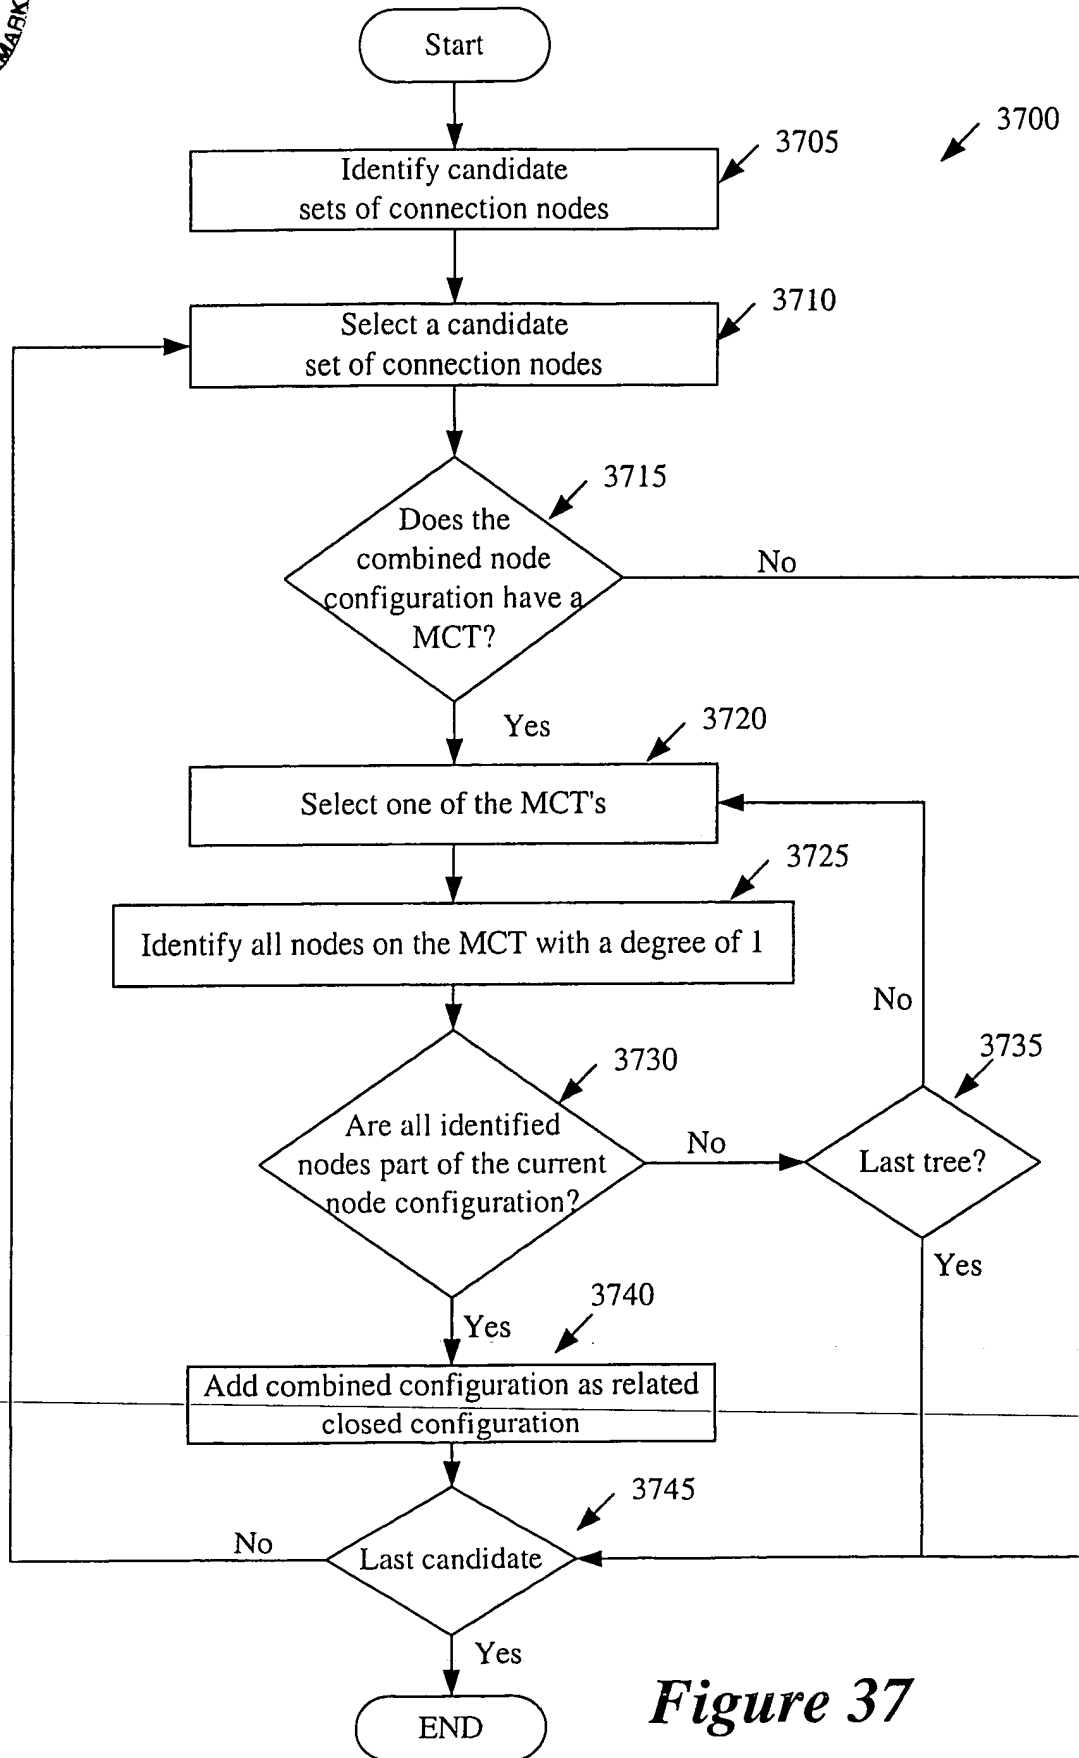 MARK
Start
3700
3705
Identify candidate
sets of connection nodes
3710
Select a candidate
set of connection nodes
3715
Does the
combined node
configuration have a
MCT?
No
Yes
3720
Select one of the MCT's
3725
Identify all nodes on the MCT with a degree of 1
No
3735
3730
Are all identified
nodes part of the current
node configuration?
No
Last tree?
Yes
3740
Yes
Add combined configuration as related
closed configuration
3745
No
Last candidate
Yes
END
Figure 37